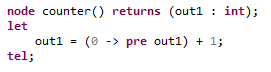 node counter() returns (out1 : int);
let
    out1 = (0 -> pre out1) + 1;
tel;